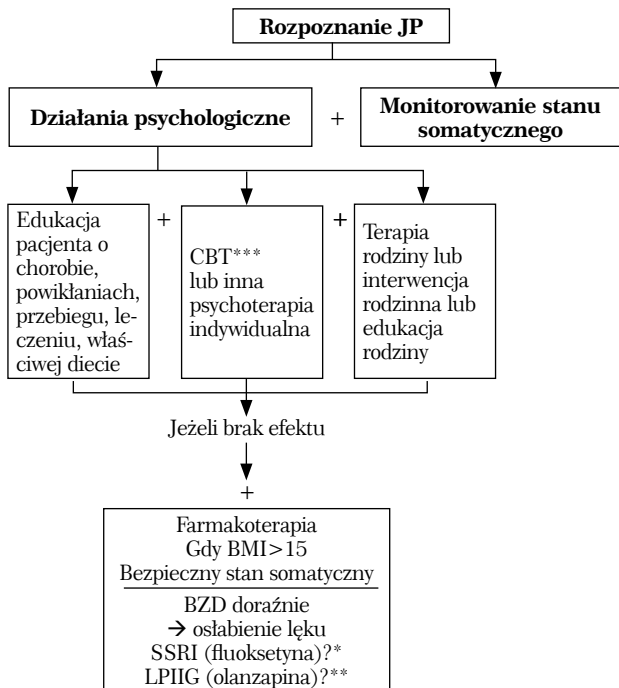 Rozpoznanie JP
Działania psychologiczne
+
Monitorowanie stanu
somatycznego
Edukacja
pacjenta o
chorobie,
powikłaniach,
przebiegu, le-
czeniu, właś-
ciwej diecie
+
CBT***
lub inna
psychoterapia
indywidualna
+
Terapia
rodziny lub
interwencja
rodzinna lub
edukacja
rodziny
Jeżeli brak efektu
+
Farmakoterapia
Gdy BMI>15
Bezpieczny stan somatyczny
BZD doraźnie
→ osłabienie lęku
SSRI (fluoksetyna)?*
LPIIG (olanzapina)?**